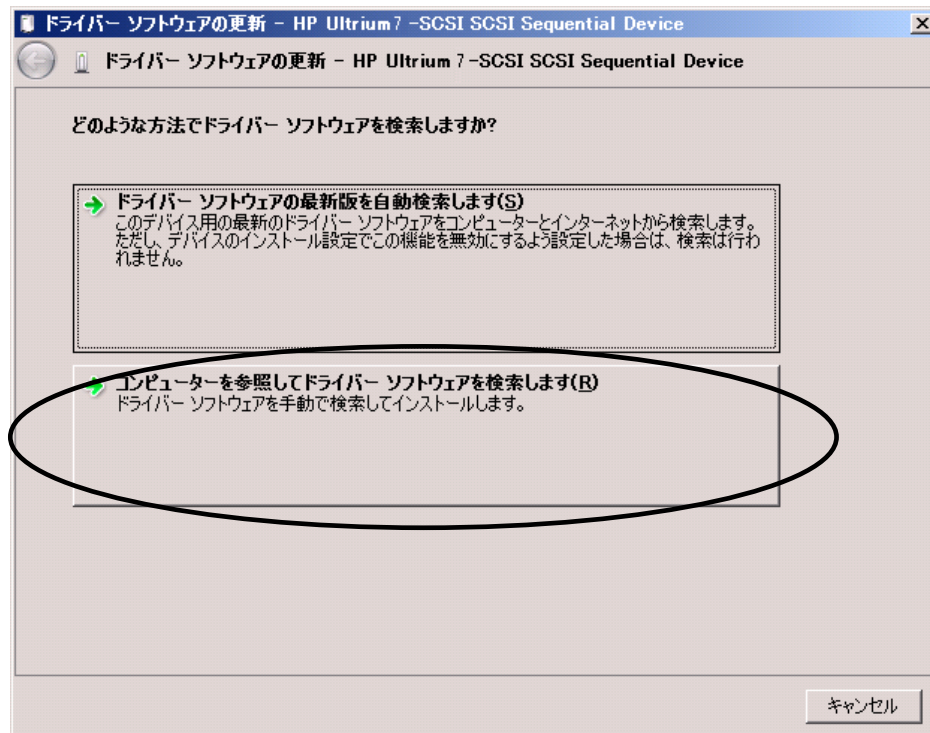 ドライバー ソフトウェアの更新 - HP Ultrium7 -SCSI SCSI Sequential Device
ドライバー ソフトウェアの更新 - HP Ultrium 7 -SCSI SCSI Sequential Device
どのような方法でドライバー ソフトウェアを検索しますか?
ドライバー ソフトウェアの最新版を自動検索します(S)
このデバイス用の最新のドライバー ソフトウェアをコンピューターとインターネットから検索します。
ただし、デバイスのインストール設定でこの機能を無効にするよう設定した場合は、検索は行わ
れません。
コンピューターを参照してドライバー ソフトウェアを検索します(R)
ドライバー ソフトウェアを手動で検索してインストールします。
キャンセル